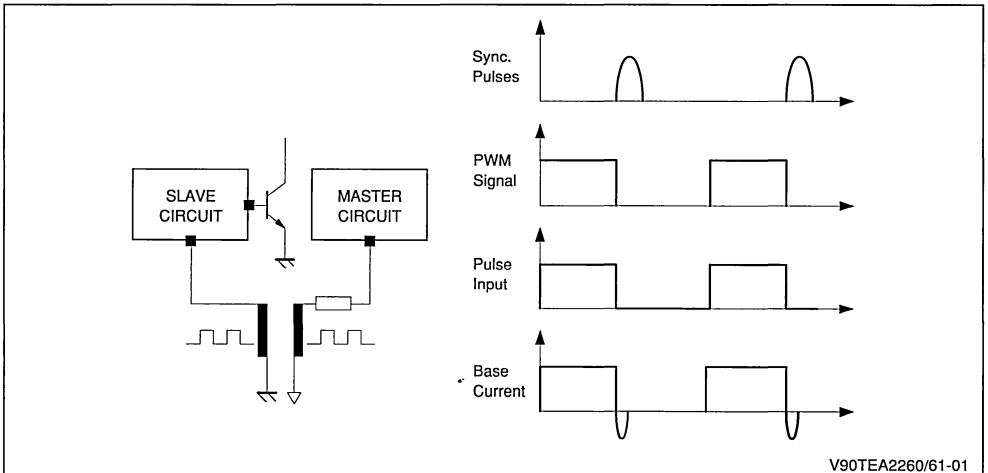 Sync.
Pulses
PWM
Signal
SLAVE
CIRCUIT
MASTER
CIRCUIT
Pulse
Input
Base
Current
V90TEA2260/61-01